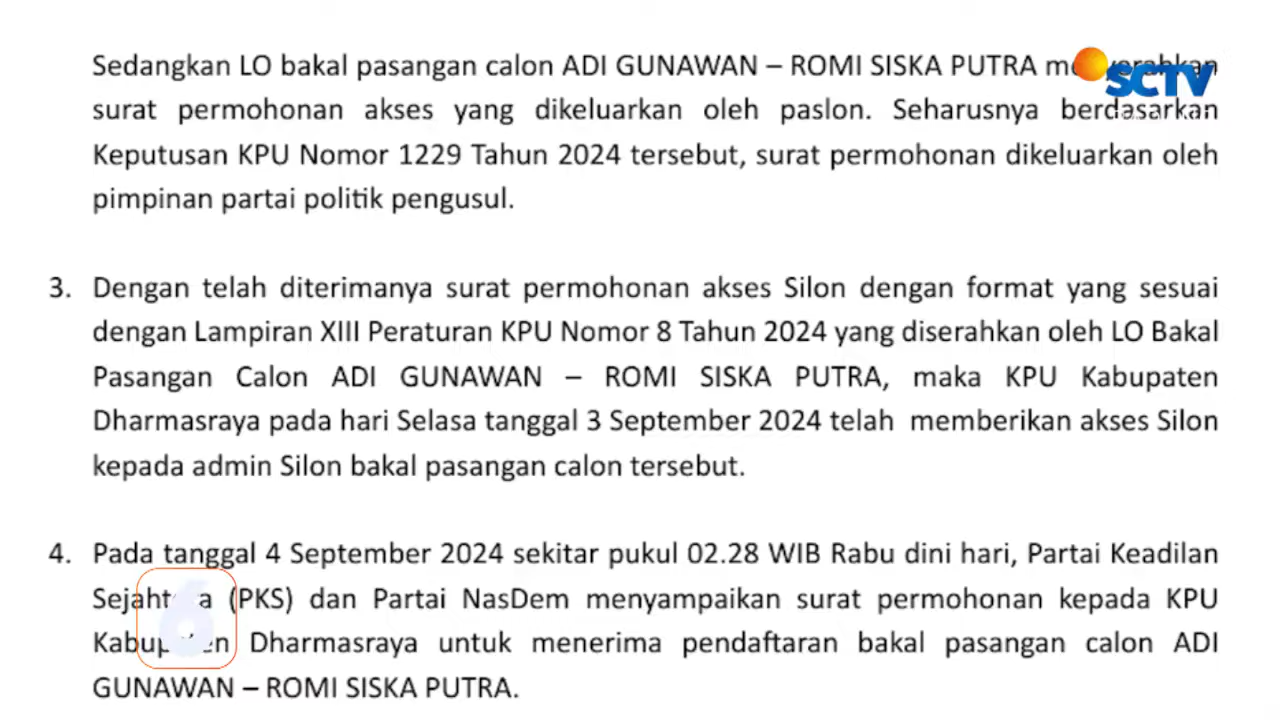 SCTV
Sedangkan LO bakal pasangan calon ADI GUNAWAN – ROMI SISKA PUTRA menyerahkan
surat permohonan akses yang dikeluarkan oleh paslon. Seharusnya berdasarkan
Keputusan KPU Nomor 1229 Tahun 2024 tersebut, surat permohonan dikeluarkan oleh
pimpinan partai politik pengusul.
3. Dengan telah diterimanya surat permohonan akses Silon dengan format yang sesuai
dengan Lampiran XIII Peraturan KPU Nomor 8 Tahun 2024 yang diserahkan oleh LO Bakal
Pasangan Calon ADI GUNAWAN – ROMI SISKA PUTRA, maka KPU Kabupaten
Dharmasraya pada hari Selasa tanggal 3 September 2024 telah memberikan akses Silon
kepada admin Silon bakal pasangan calon tersebut.
4. Pada tanggal 4 September 2024 sekitar pukul 02.28 WIB Rabu dini hari, Partai Keadilan
Sejahtera (PKS) dan Partai NasDem menyampaikan surat permohonan kepada KPU
Kabupaten Dharmasraya untuk menerima pendaftaran bakal pasangan calon ADI
GUNAWAN – ROMI SISKA PUTRA.
6